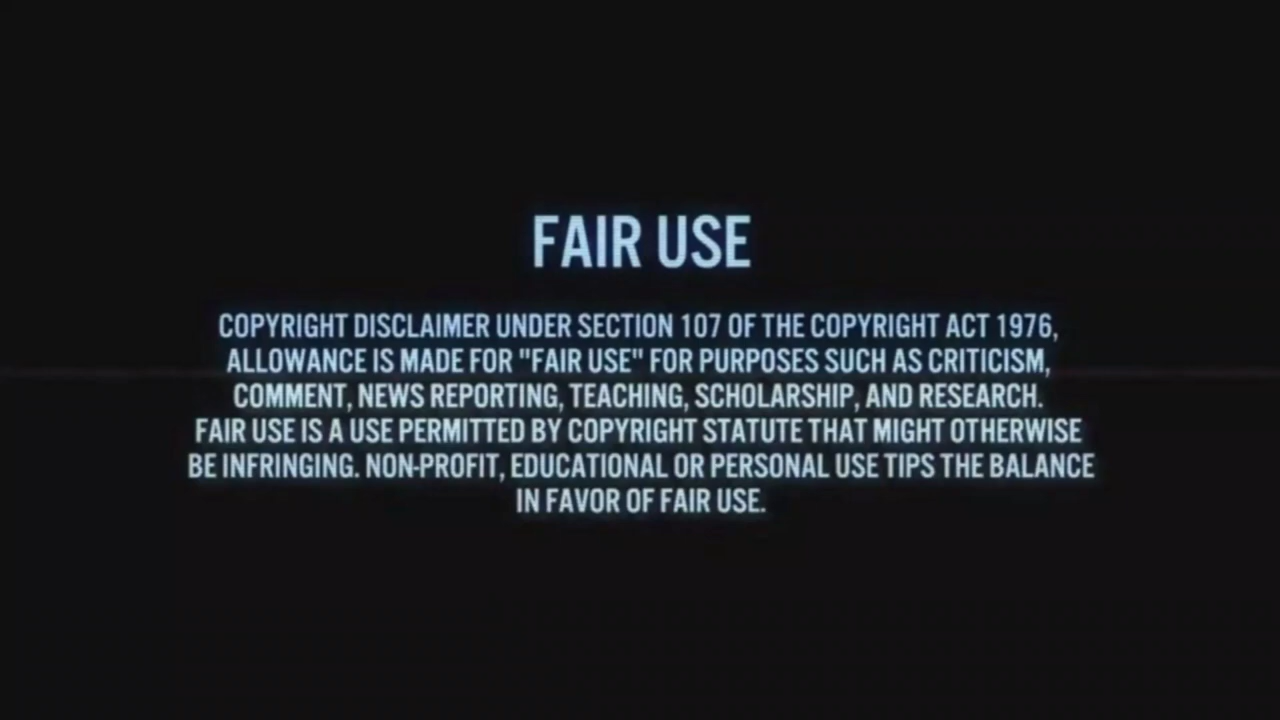 FAIR USE
COPYRIGHT DISCLAIMER UNDER SECTION 107 OF THE COPYRIGHT ACT 1976,
ALLOWANCE IS MADE FOR "FAIR USE" FOR PURPOSES SUCH AS CRITICISM,
COMMENT, NEWS REPORTING, TEACHING, SCHOLARSHIP, AND RESEARCH.
FAIR USE IS A USE PERMITTED BY COPYRIGHT STATUTE THAT MIGHT OTHERWISE
BE INFRINGING. NON-PROFIT, EDUCATIONAL OR PERSONAL USE TIPS THE BALANCE
IN FAVOR OF FAIR USE.